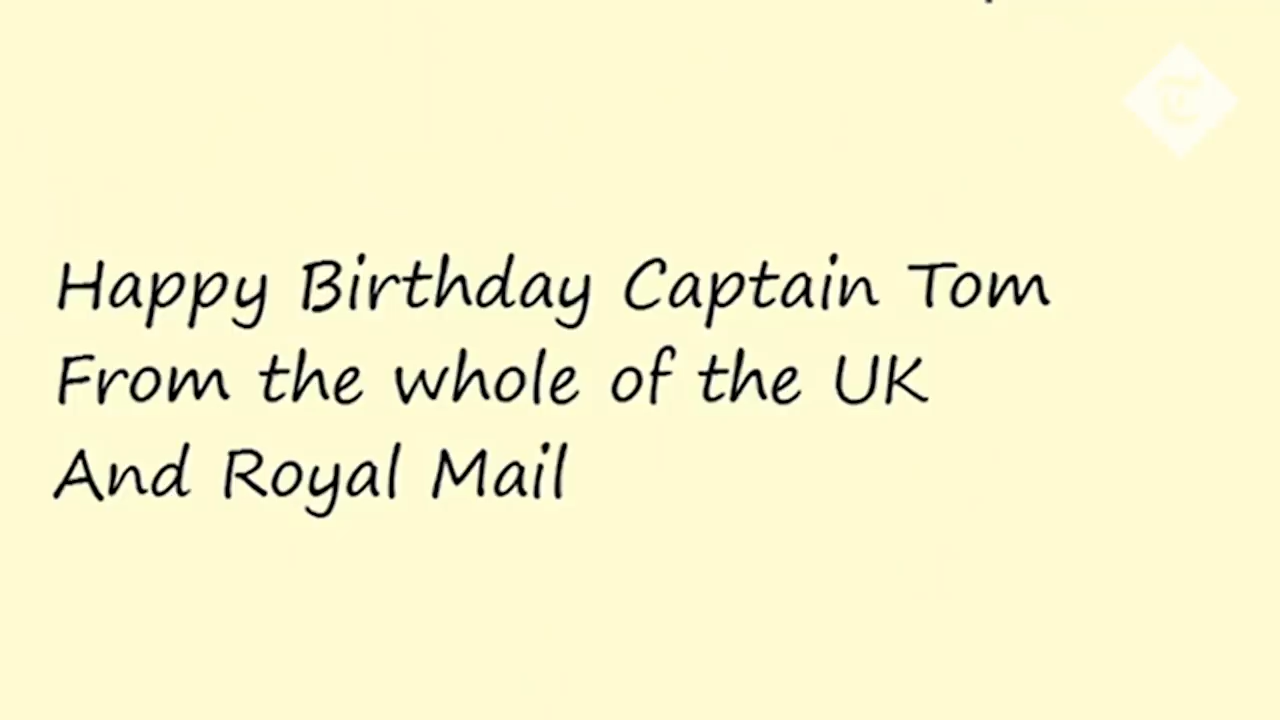 Happy Birthday Captain Tom
From the whole of the UK
And Royal Mail